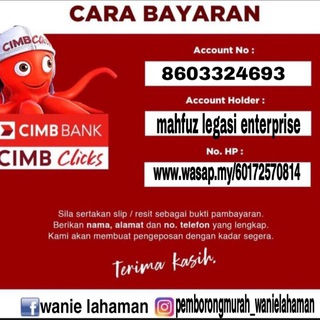 CARA BAYARAN
CIMBCLICKS
Account No :
8603324693
Account Holder :
mahfuz legasi enterprise
No. HP :
www.wasap.my/60172570814
CIMB BANK
CIMB Clicks
Sila sertakan slip / resit sebagai bukti pambayaran.
Berikan nama, alamat dan no. telefon yang lengkap.
Kami akan membuat pengeposan dengan kadar segera.
Terima Kasih.
wanie lahaman
pemborongmurah_wanielahaman